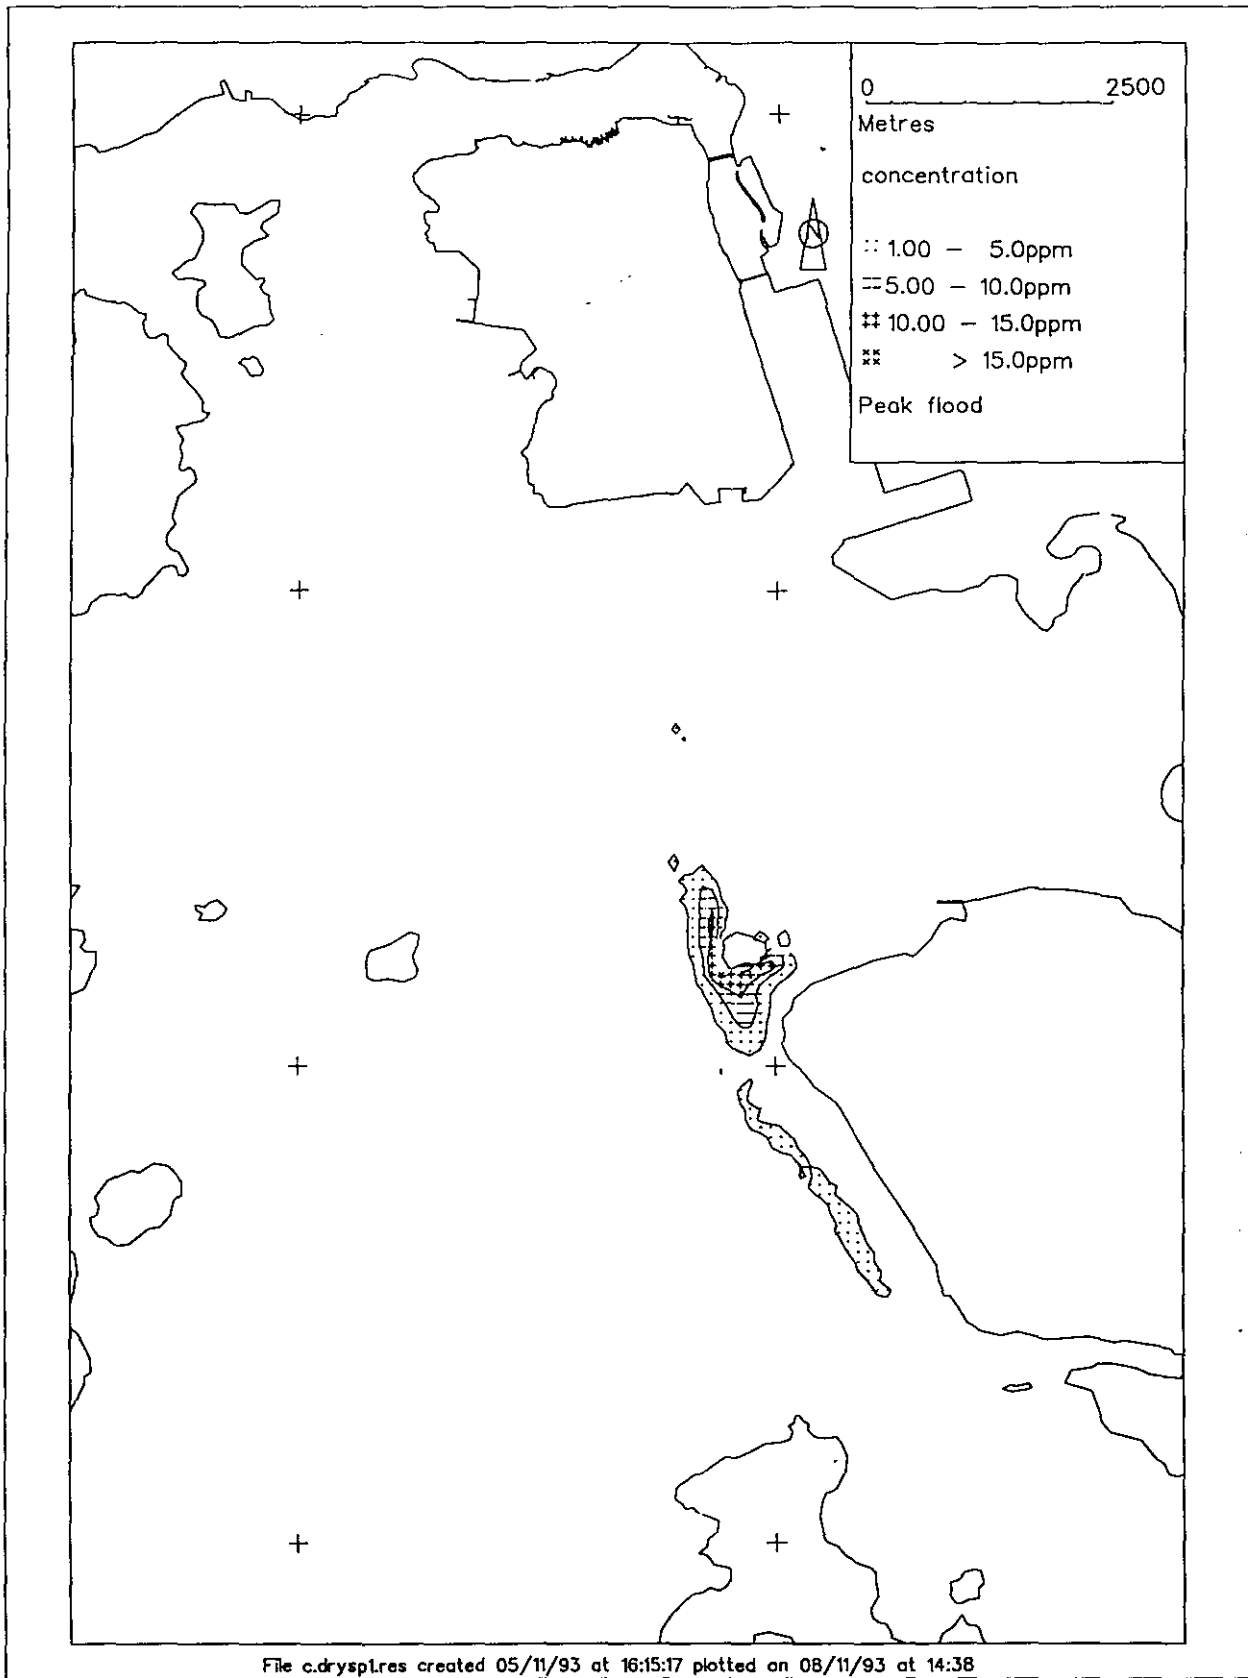 0 2500
Metres
concentration
1.00 - 5.0ppm
5.00 - 10.0ppm
10.00 - 15.0ppm
> 15.0ppm
Peak flood
N
File c.dryspl.res created 05/11/93 at 16:15:17 plotted on 08/11/93 at 14:38